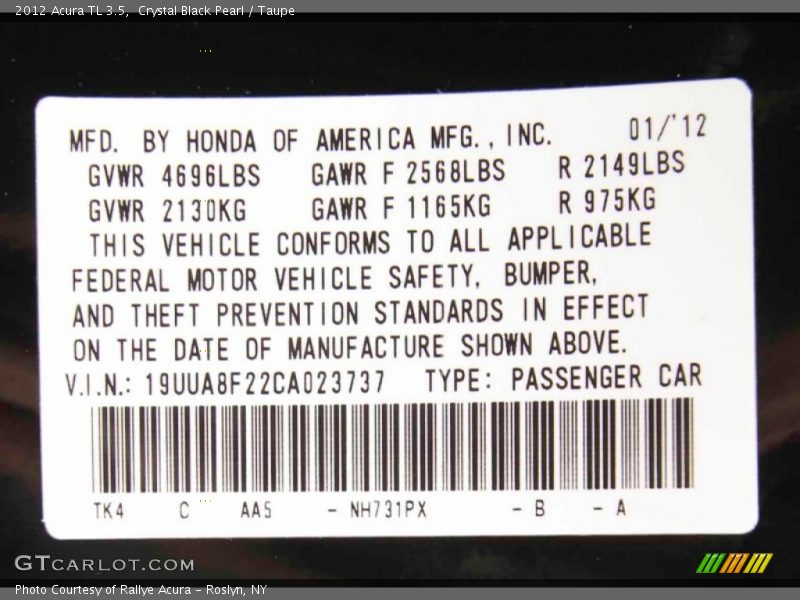 2012 Acura TL 3.5,  Crystal Black Pearl / Taupe
MFD. BY HONDA OF AMERICA MFG., INC. 01/'12
GVWR 4696LBS GAWR F 2568LBS R 2149LBS
GVWR 2130KG GAWR F 1165KG R 975KG
THIS VEHICLE CONFORMS TO ALL APPLICABLE
FEDERAL MOTOR VEHICLE SAFETY, BUMPER,
AND THEFT PREVENTION STANDARDS IN EFFECT
ON THE DATE OF MANUFACTURE SHOWN ABOVE.
V.I.N.: 19UUA8F22CA023737 TYPE: PASSENGER CAR
TK4 C AA5 - NH731PX - B - A
GTCARLOT.COM
Photo Courtesy of Rallye Acura – Roslyn, NY